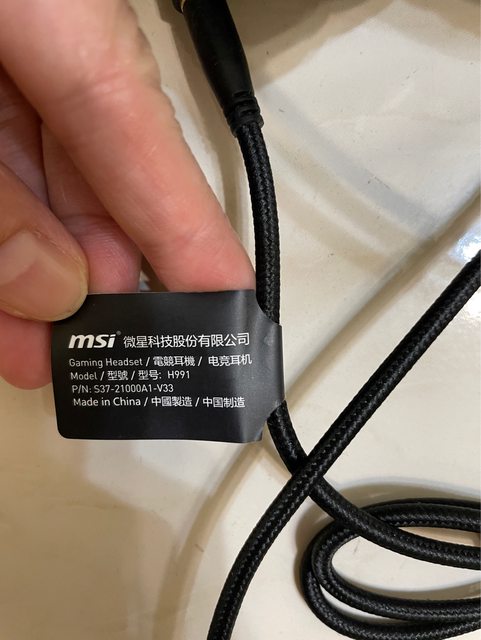 msi® 微星科技股份有限公司
Gaming Headset / 電競耳機 / 电竞耳机
Model / 型號 / 型号: H991
P/N: S37-21000A1-V33
Made in China / 中國製造 / 中国制造